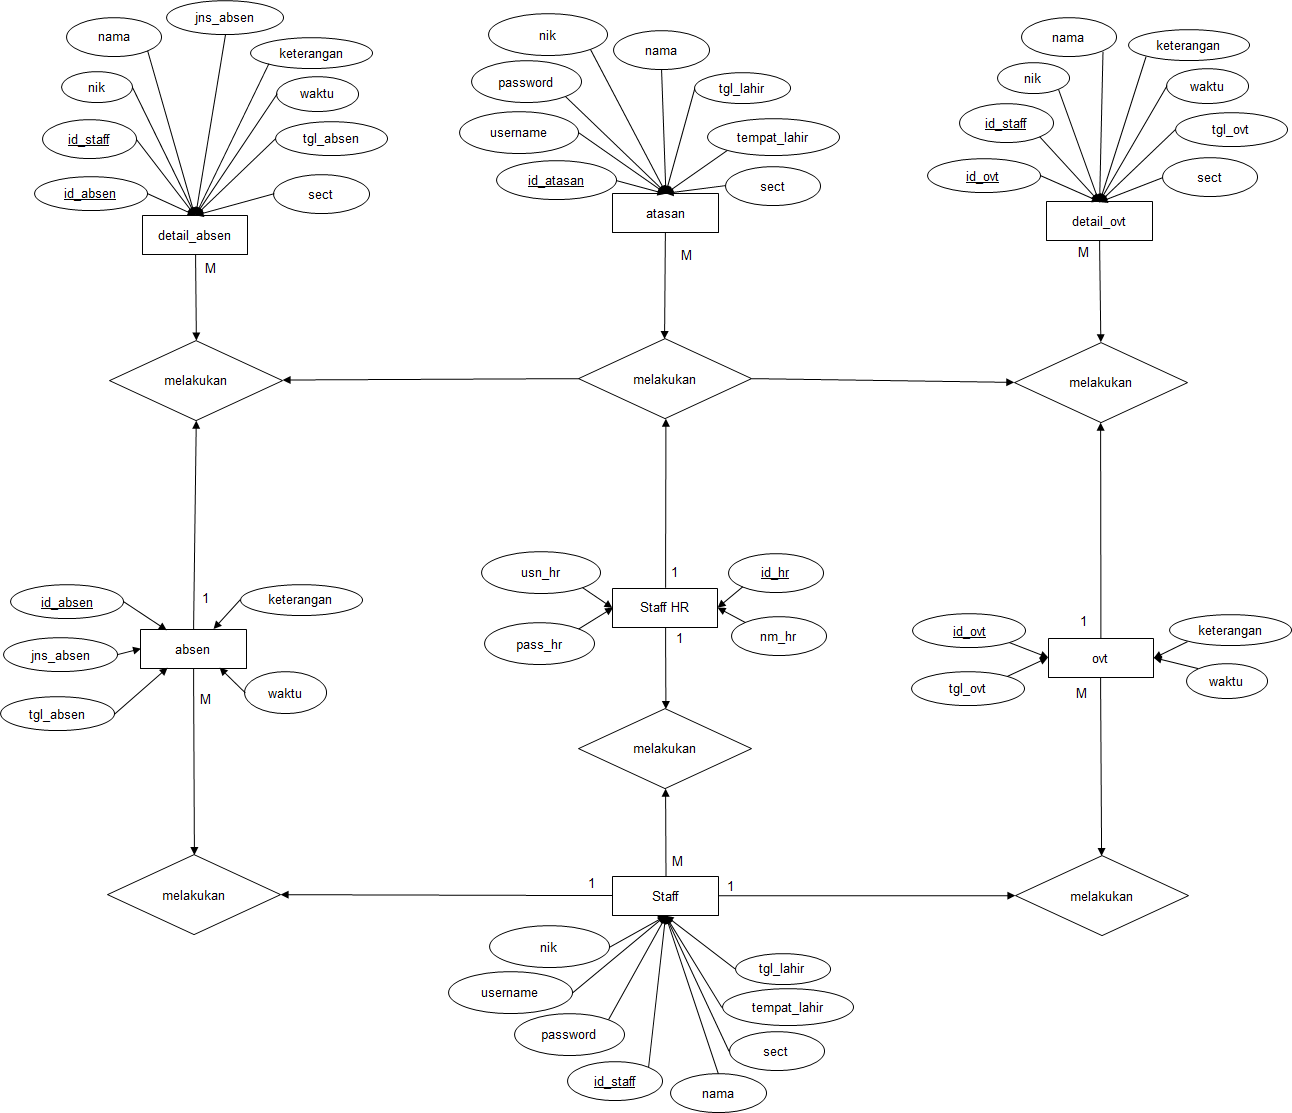 jns_absen
nama
keterangan
nik
waktu
id_staff
tgl_absen
id_absen
sect
detail_absen
M
nik
nama
password
tgl_lahir
username
tempat_lahir
id_atasan
sect
atasan
M
nama
keterangan
nik
waktu
id_staff
tgl_ovt
id_ovt
sect
detail_ovt
M
melakukan
melakukan
melakukan
1
id_absen
keterangan
jns_absen
absen
tgl_absen
waktu
M
1
usn_hr
id_hr
Staff HR
pass_hr
nm_hr
1
1
id_ovt
keterangan
ovt
tgl_ovt
waktu
M
melakukan
M
melakukan
1
Staff
1
melakukan
nik
tgl_lahir
username
tempat_lahir
password
sect
id_staff
nama